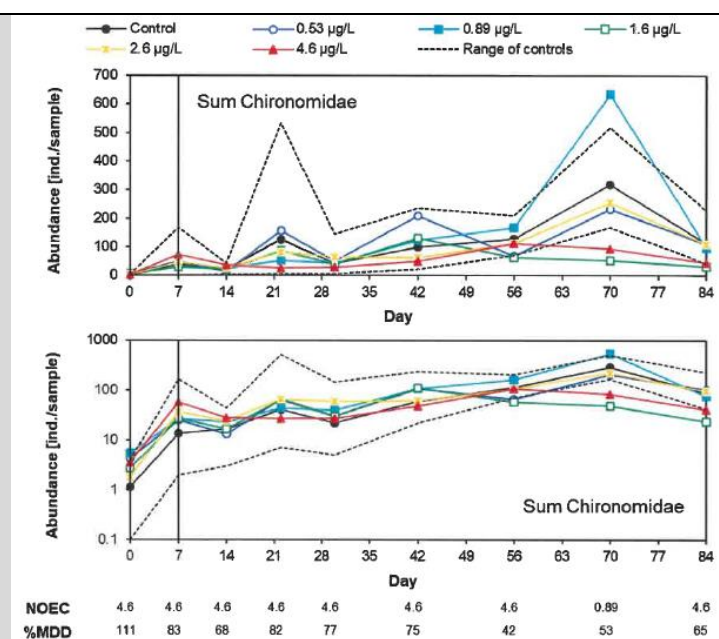 Control 0.53 µg/L 0.89 µg/L 1.6 µg/L
2.6 µg/L 4.6 µg/L Range of controls
Sum Chironomidae
Abundance [ind./sample]
700
600
500
400
300
200
100
0
0 7 14 21 28 35 42 49 56 63 70 77 84
Day
Abundance (ind./sample)
1000
100
10
1
0.1
Sum Chironomidae
0 7 14 21 28 35 42 49 56 63 70 77 84
Day
NOEC 4.6 4.6 4.6 4.6 4.6 4.6 4.6 0.89 4.6
%MDD 111 83 68 82 77 75 42 53 65